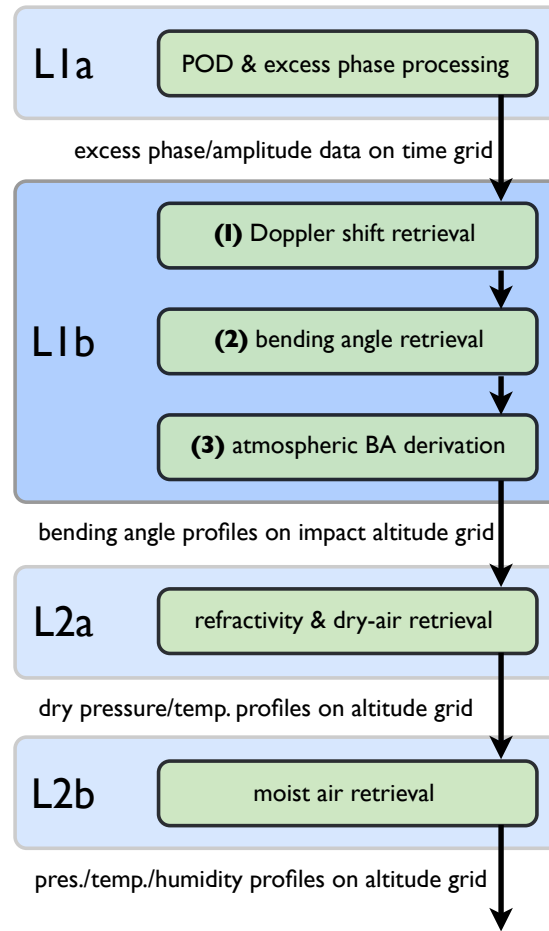 L1a
POD & excess phase processing
excess phase/amplitude data on time grid
L1b
(1) Doppler shift retrieval
(2) bending angle retrieval
(3) atmospheric BA derivation
bending angle profiles on impact altitude grid
L2a
refractivity & dry-air retrieval
dry pressure/temp. profiles on altitude grid
L2b
moist air retrieval
pres./temp./humidity profiles on altitude grid